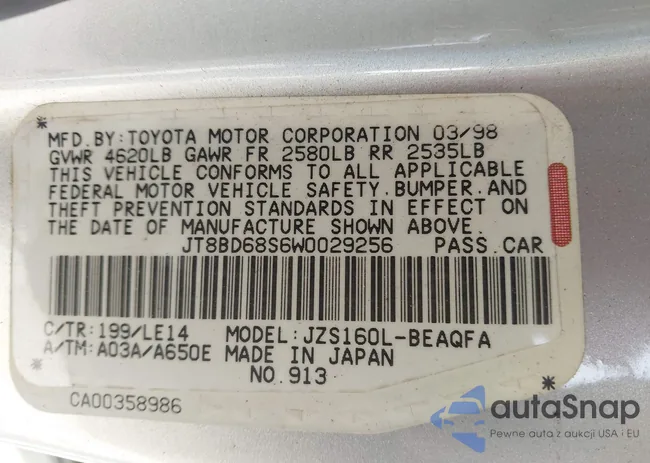 MFD.BY:TOYOTA MOTOR CORPORATION 03/98
GVWR 4620LB GAWR FR 2580LB RR 2535LB
THIS VEHICLE CONFORMS TO ALL APPLICABLE
FEDERAL MOTOR VEHICLE SAFETY,BUMPER,AND
THEFT PREVENTION STANDARDS IN EFFECT ON
THE DATE OF MANUFACTURE SHOWN ABOVE.
JT8BD68S6W0029256 PASS.CAR
C/TR:199/LE14 MODEL:JZS160L-BEAQFA
A/TM:A03A/A650E MADE IN JAPAN
NO.913
CA00358986
autaSnap
Pewne auta z aukcji USA i EU